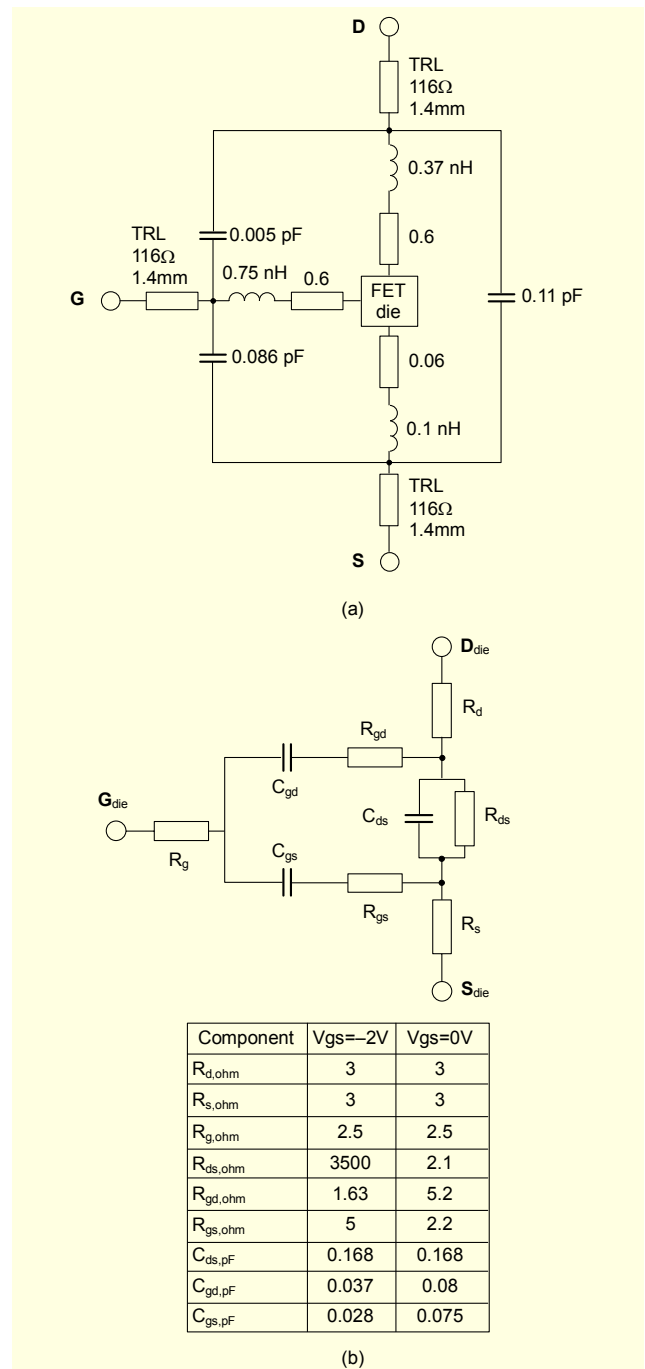 D
TRL
116Ω
1.4mm
0.37 nH
0.005 pF
0.6
TRL
116Ω
1.4mm
0.75 nH
0.6
G
FET
die
0.11 pF
0.086 pF
0.06
0.1 nH
TRL
116Ω
1.4mm
S
(a)
Ddie
Rd
Rgd
Cgd
Gdie
Cds
Rds
Rg
Cgs
Rgs
Rs
Sdie
Component Vgs=–2V Vgs=0V
Rd,ohm 3 3
Rs,ohm 3 3
Rg,ohm 2.5 2.5
Rds,ohm 3500 2.1
Rgd,ohm 1.63 5.2
Rgs,ohm 5 2.2
Cds,pF 0.168 0.168
Cgd,pF 0.037 0.08
Cgs,pF 0.028 0.075
(b)